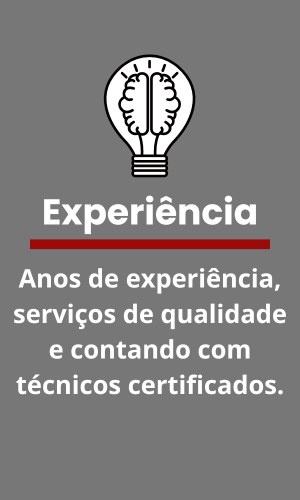 Experiência
Anos de experiência,
serviços de qualidade
e contando com
técnicos certificados.